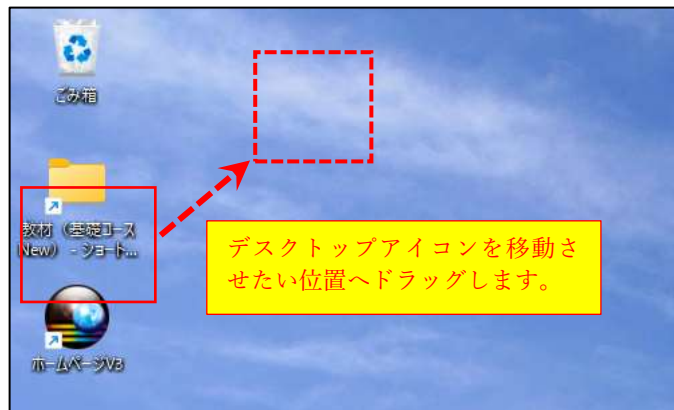 ごみ箱
教材（基礎コース
New） - ショート...
デスクトップアイコンを移動さ
せたい位置へドラッグします。
ホームページV3